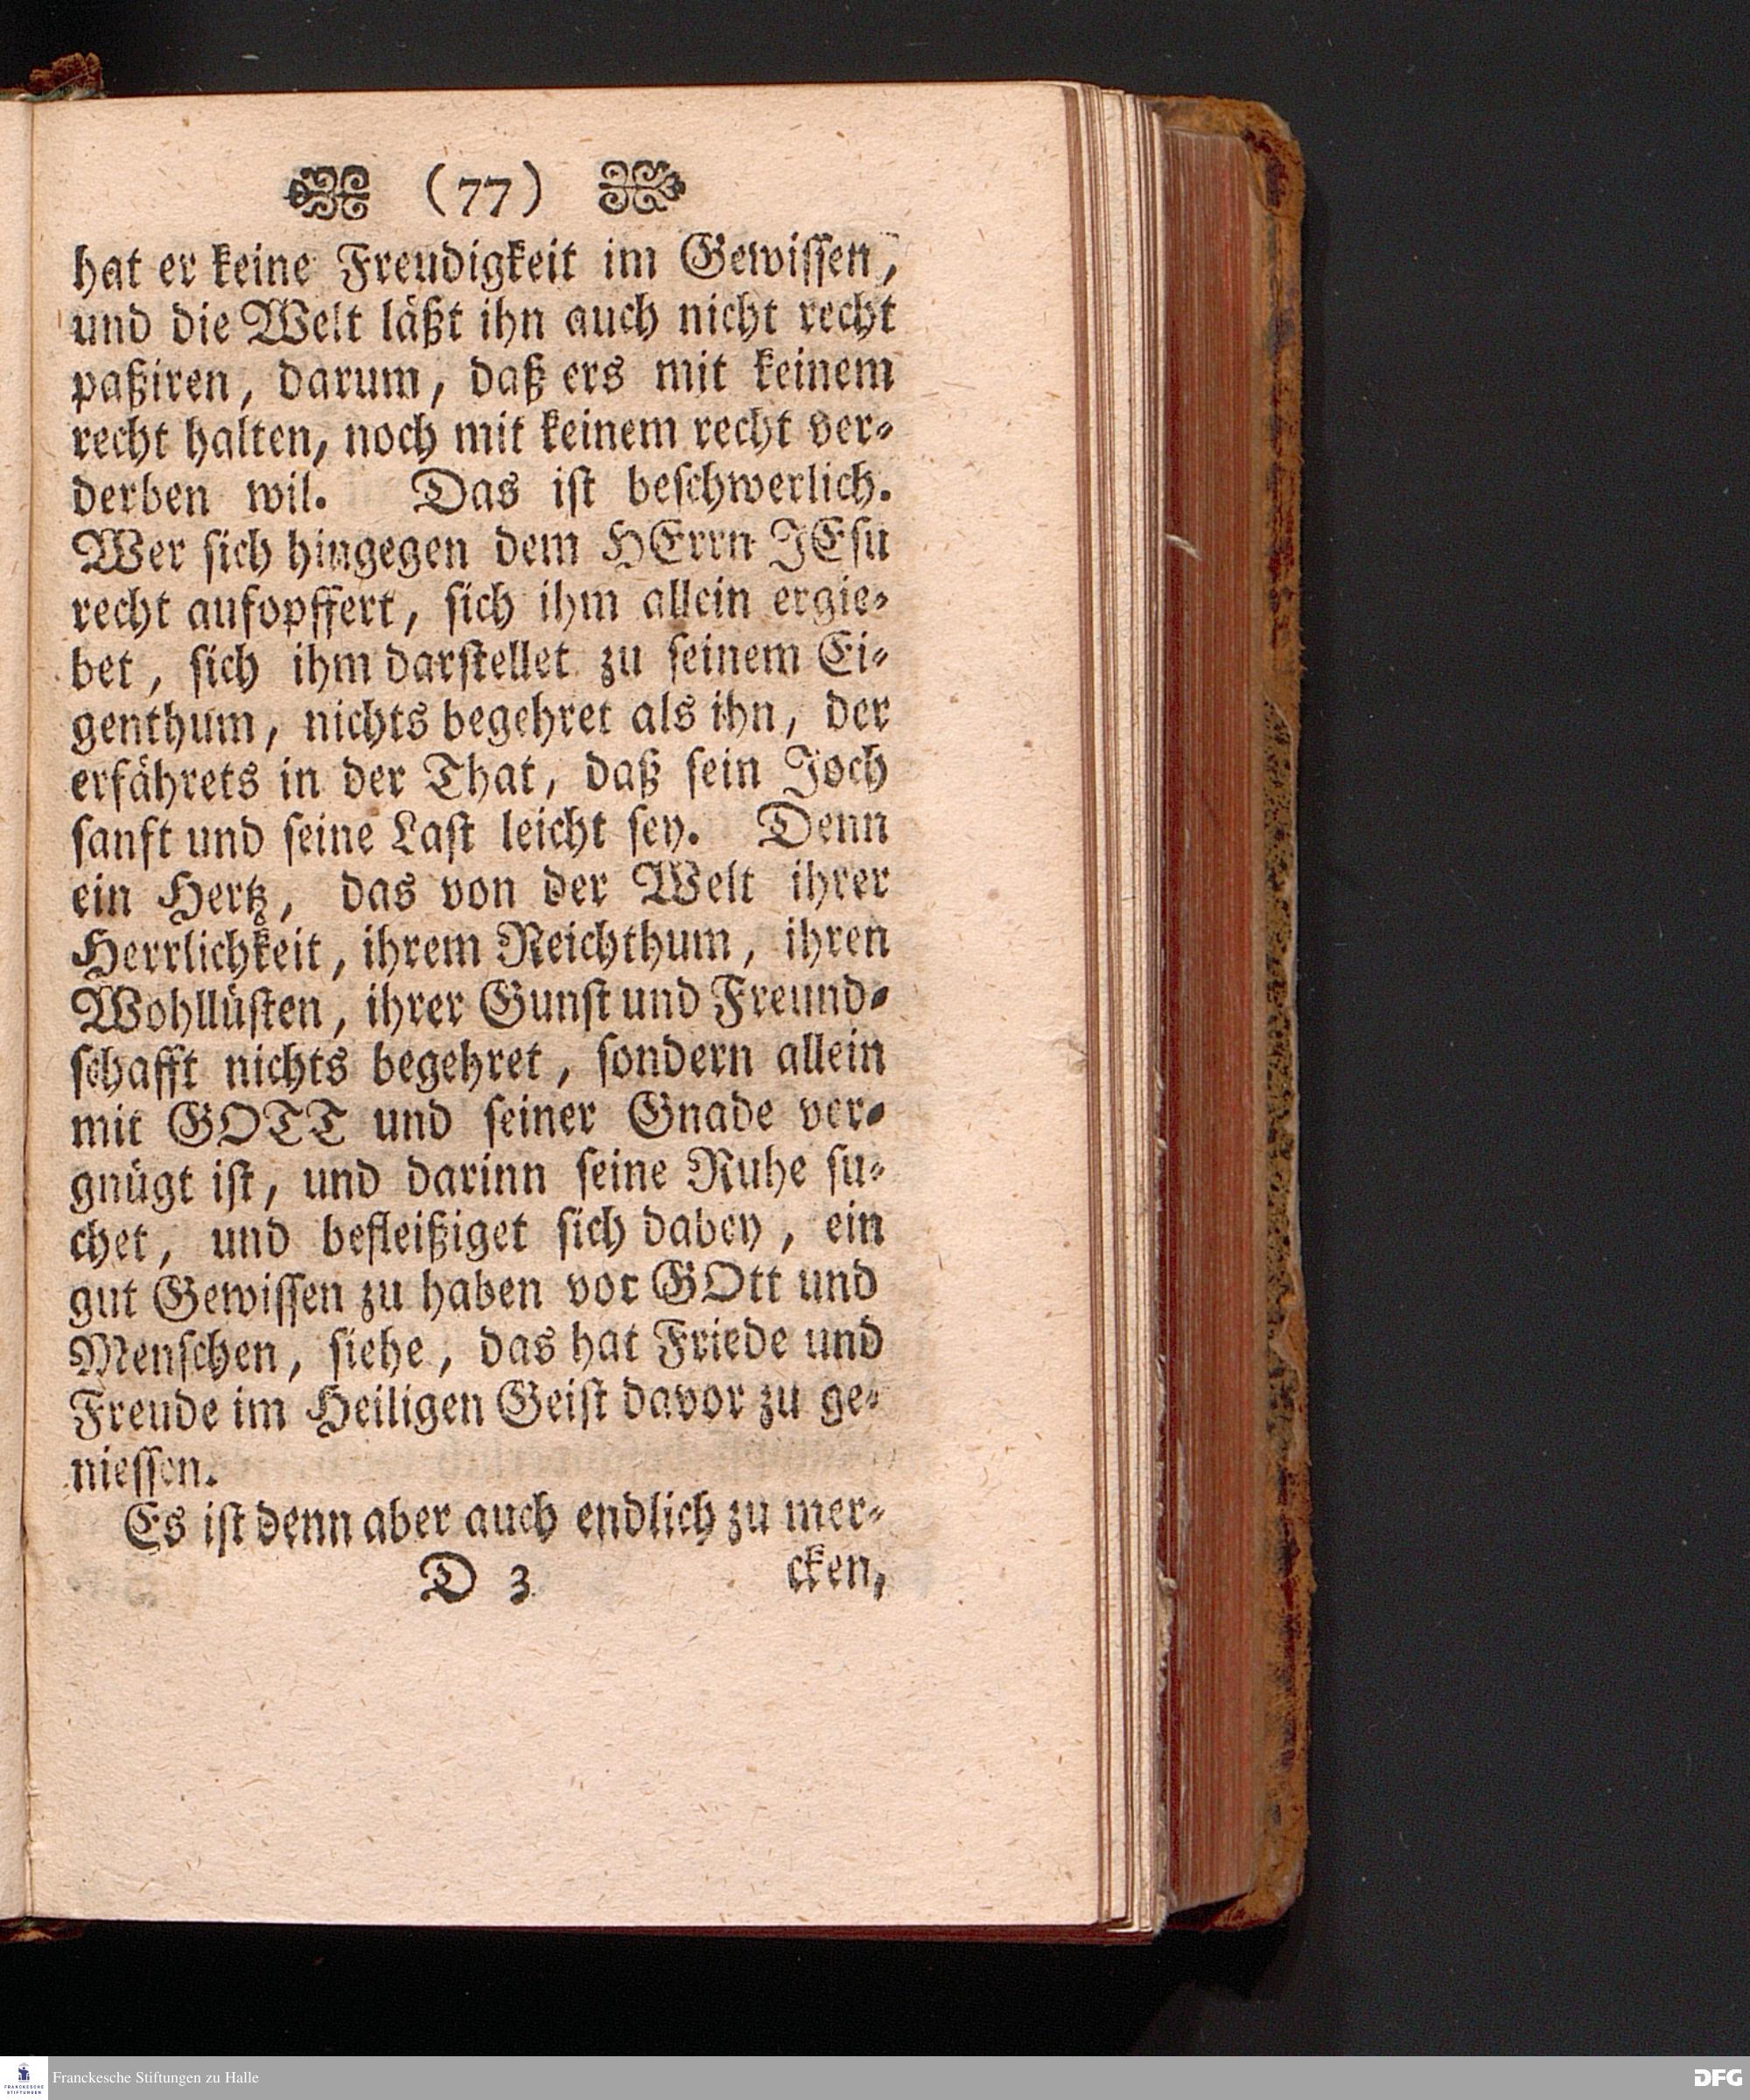 (77)
hat er keine Freudigkeit im Gewissen,
und die Welt läßt ihn auch nicht recht
paßiren, darum, daß ers mit keinem
recht halten, noch mit keinem recht ver-
derben wil. Das ist beschwerlich.
Wer sich hingegen dem HErrn JEsu
recht aufopffert, sich ihm allein ergie-
bet, sich ihm darstellet zu seinem Ei-
genthum, nichts begehret als ihn, der
erfährets in der That, daß sein Joch
sanft und seine Last leicht sey. Denn
ein Hertz, das von der Welt ihrer
Herrlichkeit, ihrem Reichthum, ihren
Wohllüsten, ihrer Gunst und Freund-
schafft nichts begehret, sondern allein
mit GOTT und seiner Gnade ver-
gnügt ist, und darinn seine Ruhe su-
chet, und befleißiget sich dabey, ein
gut Gewissen zu haben vor GOtt und
Menschen, siehe, das hat Friede und
Freude im Heiligen Geist davor zu ge-
niessen.
Es ist denn aber auch endlich zu mer-
D 3 cken,
FRANCKESCHE STIFTUNGEN
Franckesche Stiftungen zu Halle
DFG